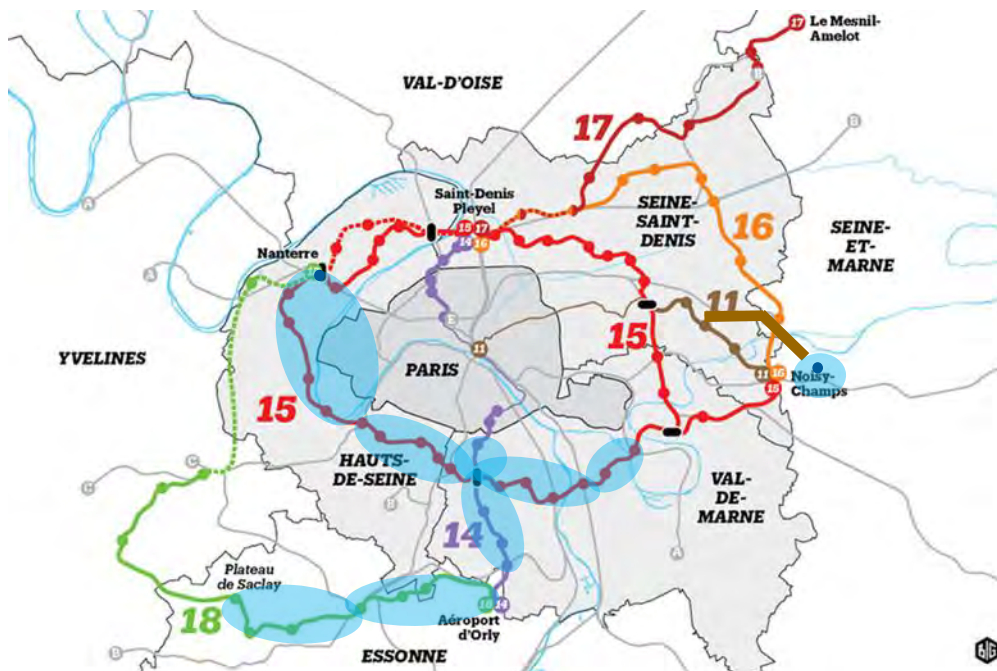 17
Le Mesnil-
Amelot
VAL-D'OISE
17
B
A
Saint-Denis
Pleyel
15 17
14 16
SEINE-
SAINT-
DENIS
16
SEINE-
ET-
MARNE
Nanterre
A
E
11
11
YVELINES
15
PARIS
15
11 16
15
Noisy-
Champs
15
C
C
HAUTS-
DE-SEINE
B
VAL-
DE-
MARNE
14
A
Plateau
de Saclay
18
18 14
Aéroport
d'Orly
B
ESSONNE